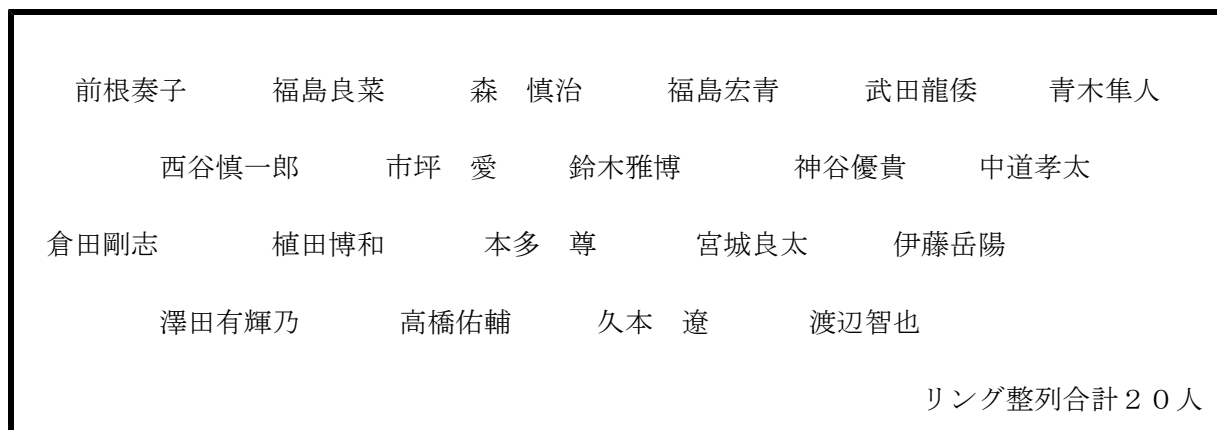 前根奏子 福島良菜 森 慎治 福島宏青 武田龍倭 青木隼人
西谷慎一郎 市坪 愛 鈴木雅博 神谷優貴 中道孝太
倉田剛志 植田博和 本多 尊 宮城良太 伊藤岳陽
澤田有輝乃 高橋佑輔 久本 遼 渡辺智也
リング整列合計２０人